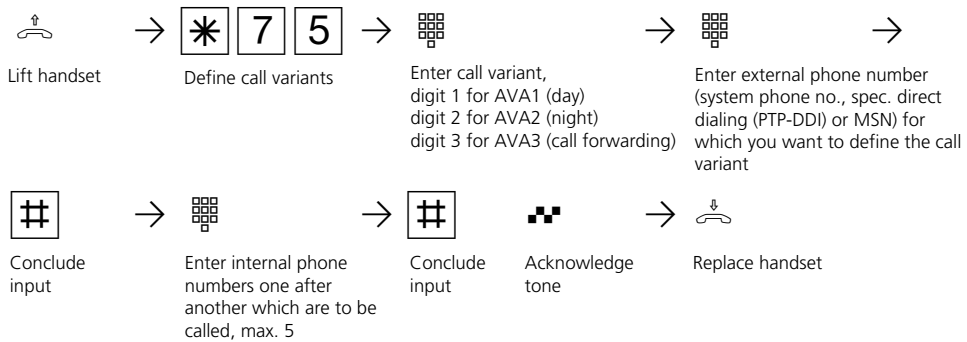 * 7 5
Lift handset
Define call variants
Enter call variant,
digit 1 for AVA1 (day)
digit 2 for AVA2 (night)
digit 3 for AVA3 (call forwarding)
Enter external phone number
(system phone no., spec. direct
dialing (PTP-DDI) or MSN) for
which you want to define the call
variant
#
Conclude
input
Enter internal phone
numbers one after
another which are to be
called, max. 5
#
Conclude
input
Acknowledge
tone
Replace handset